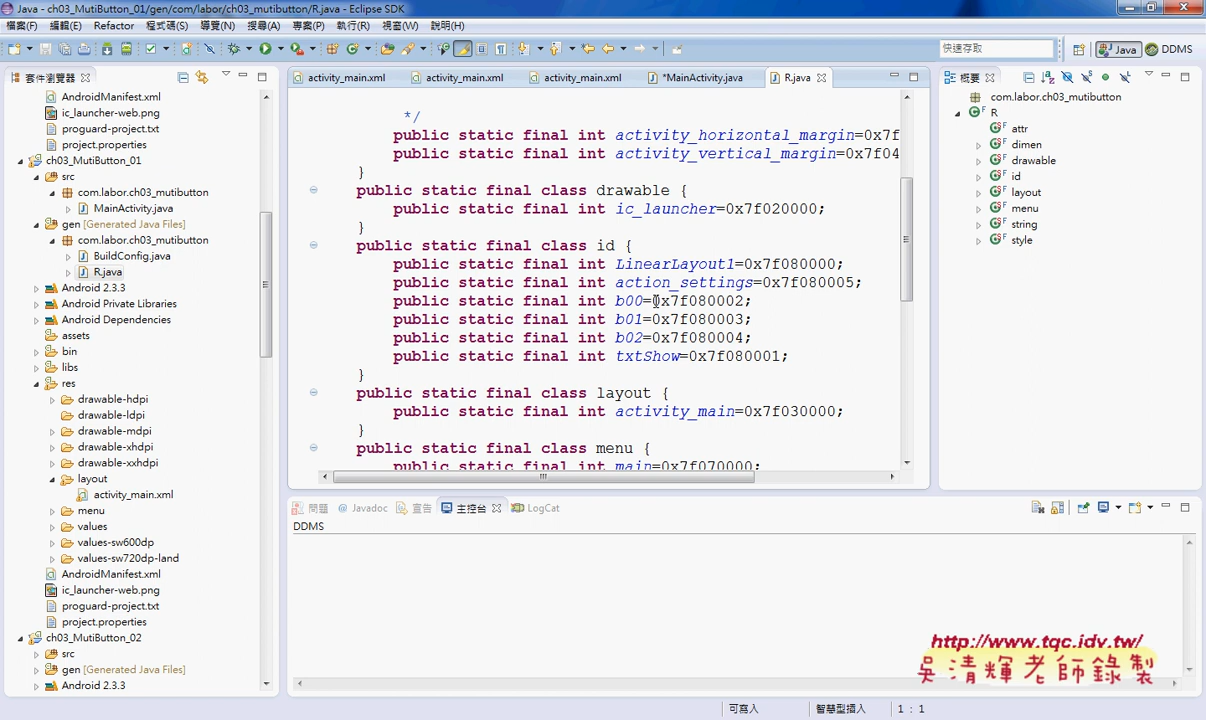 Java - ch03_MutiButton_01/gen/com/labor/ch03_mutibutton/R.java - Eclipse SDK
檔案(F) 編輯(E) Refactor 程式碼(S) 導覽(N) 搜尋(A) 專案(P) 執行(R) 視窗(W) 說明(H)
快速存取 Java DDMS
套件瀏覽器
AndroidManifest.xml
ic_launcher-web.png
proguard-project.txt
project.properties
ch03_MutiButton_01
src
com.labor.ch03_mutibutton
MainActivity.java
gen [Generated Java Files]
com.labor.ch03_mutibutton
BuildConfig.java
R.java
Android 2.3.3
Android Private Libraries
Android Dependencies
assets
bin
libs
res
drawable-hdpi
drawable-ldpi
drawable-mdpi
drawable-xhdpi
drawable-xxhdpi
layout
activity_main.xml
menu
values
values-sw600dp
values-sw720dp-land
AndroidManifest.xml
ic_launcher-web.png
proguard-project.txt
project.properties
ch03_MutiButton_02
src
gen [Generated Java Files]
Android 2.3.3
activity_main.xml activity_main.xml activity_main.xml *MainActivity.java R.java
*/
public static final int activity_horizontal_margin=0x7f
public static final int activity_vertical_margin=0x7f04
}
public static final class drawable {
public static final int ic_launcher=0x7f020000;
}
public static final class id {
public static final int LinearLayout1=0x7f080000;
public static final int action_settings=0x7f080005;
public static final int b00=0x7f080002;
public static final int b01=0x7f080003;
public static final int b02=0x7f080004;
public static final int txtShow=0x7f080001;
}
public static final class layout {
public static final int activity_main=0x7f030000;
}
public static final class menu {
public static final int main=0x7f070000;
概要
com.labor.ch03_mutibutton
R
attr
dimen
drawable
id
layout
menu
string
style
問題 @ Javadoc 宣告 主控台 LogCat
DDMS
http://www.tqc.idv.tw/
吳清輝老師錄製
可寫入 智慧型插入 1 : 1